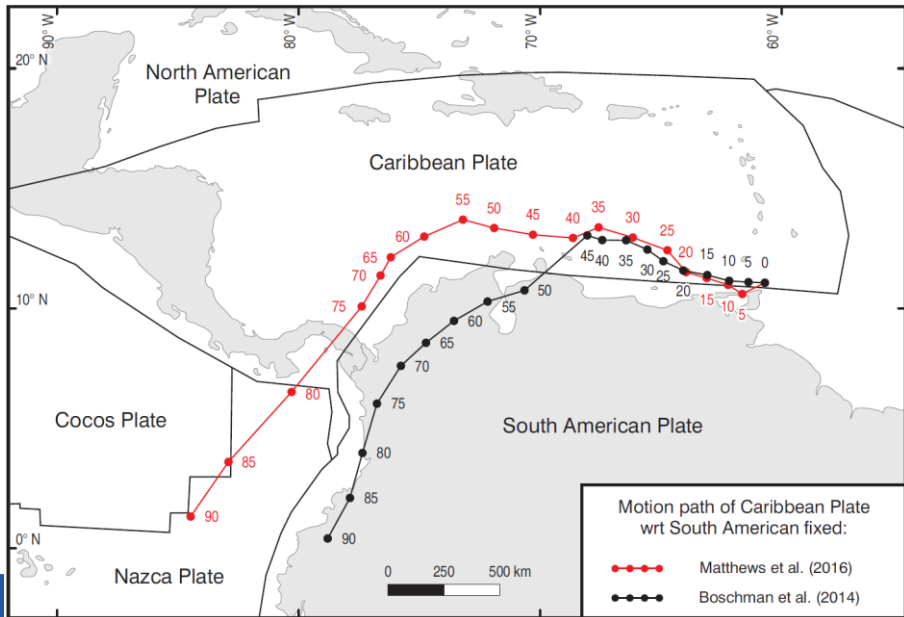 90° W
80° W
70° W
60° W
20° N
North American
Plate
Caribbean Plate
55
50
45
40
35
30
25
20
60
65
70
75
15
10
5
0
45
40
35
30
25
20
15
10
5
10° N
50
55
60
65
70
75
80
85
90
80
85
90
Cocos Plate
South American Plate
0° N
Nazca Plate
0 250 500 km
Motion path of Caribbean Plate
wrt South American fixed:
Matthews et al. (2016)
Boschman et al. (2014)